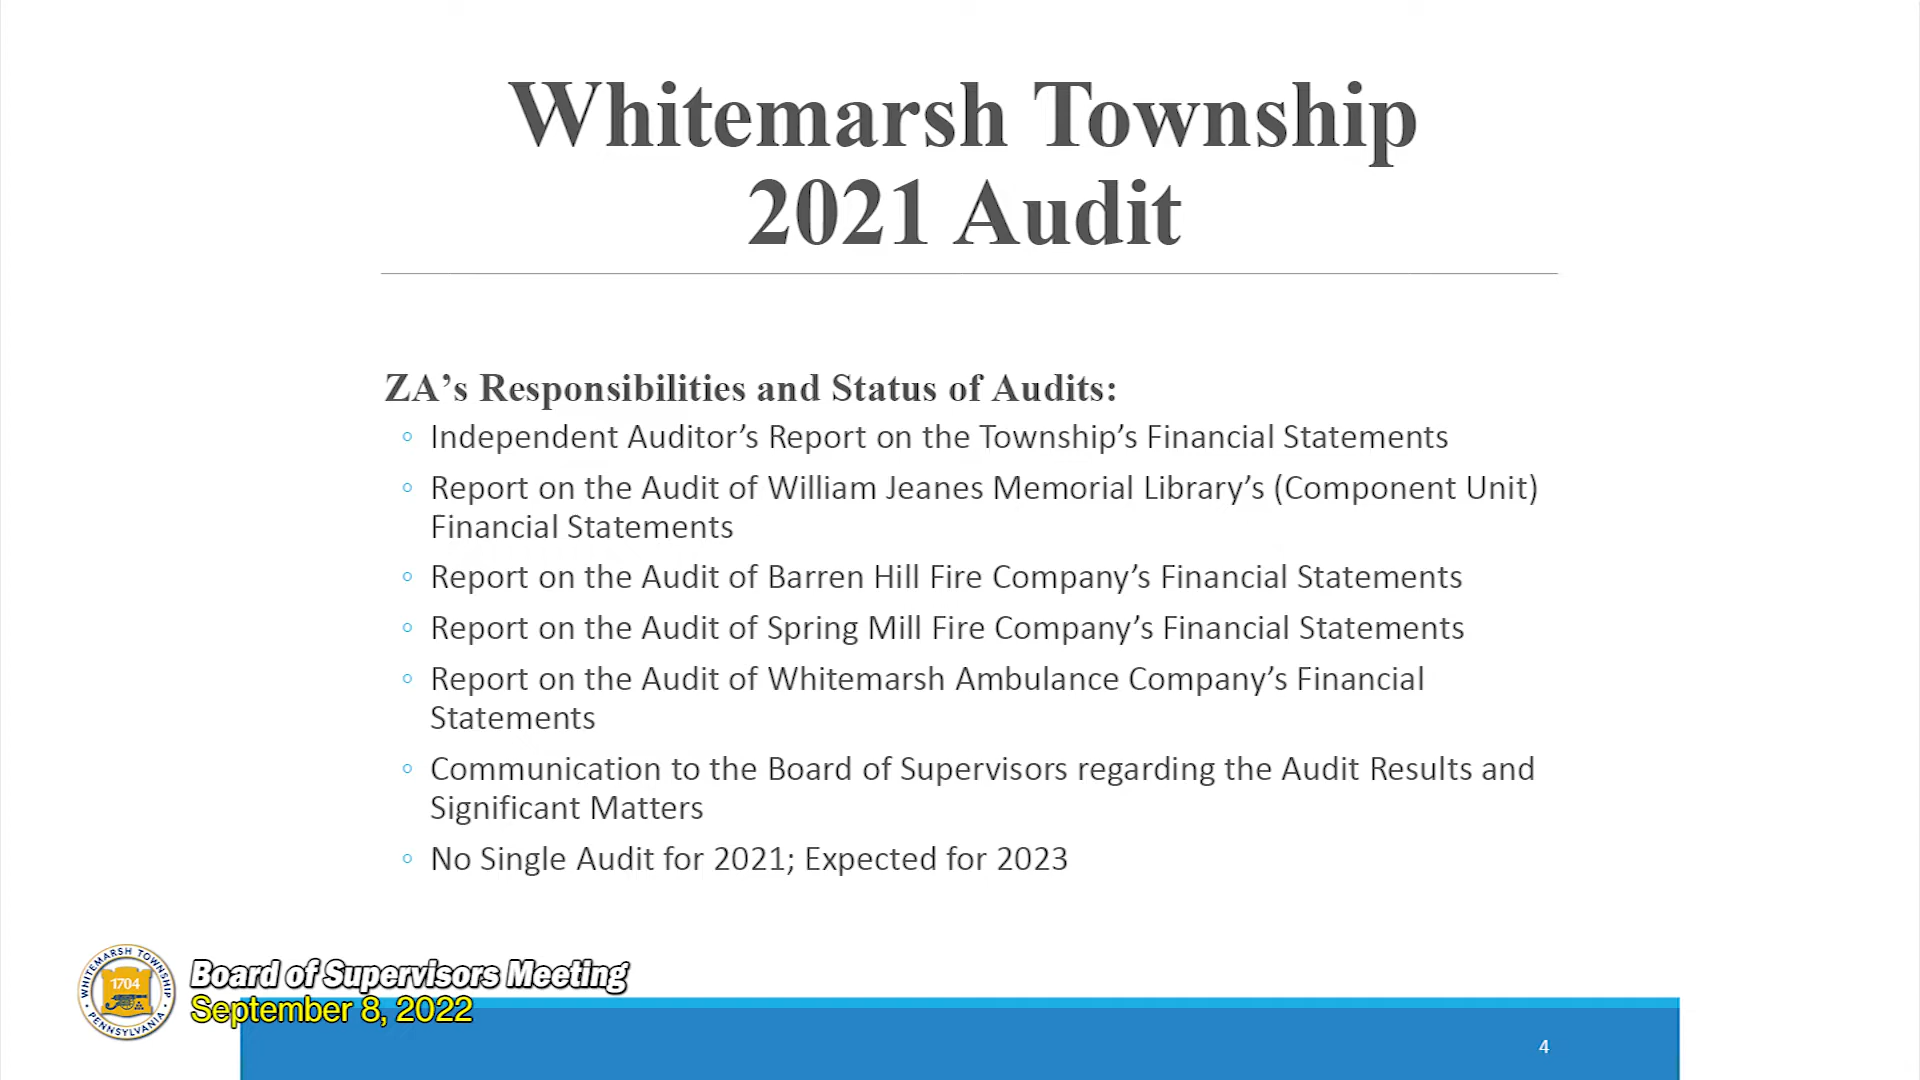 Whitemarsh Township
2021 Audit
ZA’s Responsibilities and Status of Audits:
◦ Independent Auditor’s Report on the Township’s Financial Statements
◦ Report on the Audit of William Jeanes Memorial Library’s (Component Unit)
Financial Statements
◦ Report on the Audit of Barren Hill Fire Company’s Financial Statements
◦ Report on the Audit of Spring Mill Fire Company’s Financial Statements
◦ Report on the Audit of Whitemarsh Ambulance Company’s Financial
Statements
◦ Communication to the Board of Supervisors regarding the Audit Results and
Significant Matters
◦ No Single Audit for 2021; Expected for 2023
WHITEMARSH TOWNSHIP
1704
PENNSYLVANIA
Board of Supervisors Meeting
September 8, 2022
4